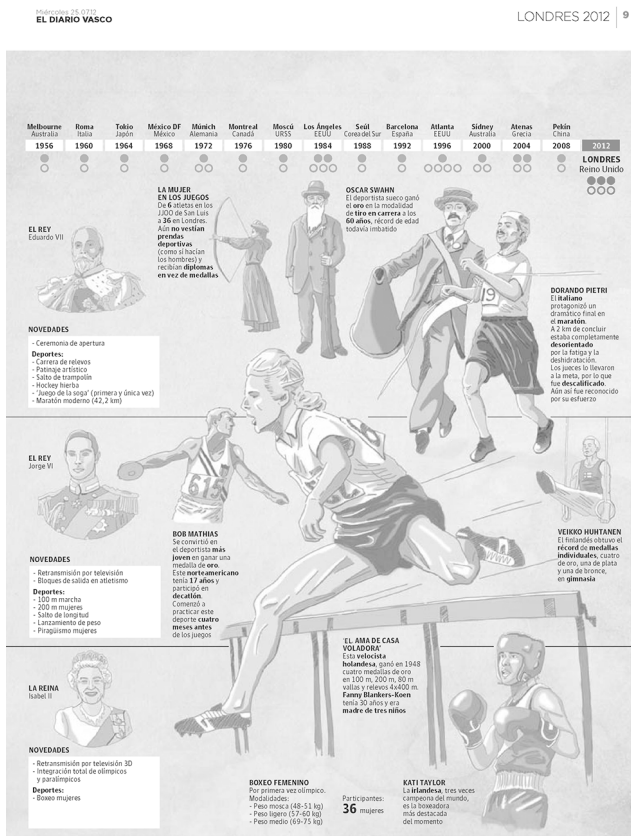 Miércoles 25.07.12
EL DIARIO VASCO
LONDRES 2012
9
Melbourne
Australia
1956
Roma
Italia
1960
Tokio
Japón
1964
México DF
México
1968
Múnich
Alemania
1972
Montreal
Canadá
1976
Moscú
URSS
1980
Los Ángeles
EEUU
1984
Seúl
Corea del Sur
1988
Barcelona
España
1992
Atlanta
EEUU
1996
Sidney
Australia
2000
Atenas
Grecia
2004
Pekín
China
2008
2012
LONDRES
Reino Unido
EL REY
Eduardo VII
LA MUJER
EN LOS JUEGOS
De 6 atletas en los
JJOO de San Luis
a 36 en Londres.
Aún no vestían
prendas
deportivas
(como sí hacían
los hombres) y
recibían diplomas
en vez de medallas
OSCAR SWAHN
El deportista sueco ganó
el oro en la modalidad
de tiro en carrera a los
60 años, récord de edad
todavía imbatido
19
DORANDO PIETRI
El italiano
protagonizó un
dramático final en
el maratón.
A 2 km de concluir
estaba completamente
desorientado
por la fatiga y la
deshidratación.
Los jueces lo llevaron
a la meta, por lo que
fue descalificado.
Aún así fue reconocido
por su esfuerzo
NOVEDADES
- Ceremonia de apertura
Deportes:
- Carrera de relevos
- Patinaje artístico
- Salto de trampolín
- Hockey hierba
- 'Juego de la soga' (primera y única vez)
- Maratón moderno (42,2 km)
EL REY
Jorge VI
615
BOB MATHIAS
Se convirtió en
el deportista más
joven en ganar una
medalla de oro.
Este norteamericano
tenía 17 años y
participó en
decatlón.
Comenzó a
practicar este
deporte cuatro
meses antes
de los juegos
VEIKKO HUHTANEN
El finlandés obtuvo el
récord de medallas
individuales, cuatro
de oro, una de plata
y una de bronce,
en gimnasia
NOVEDADES
- Retransmisión por televisión
- Bloques de salida en atletismo
Deportes:
- 100 m marcha
- 200 m mujeres
- Salto de longitud
- Lanzamiento de peso
- Piragüismo mujeres
'EL AMA DE CASA
VOLADORA'
Esta velocista
holandesa, ganó en 1948
cuatro medallas de oro
en 100 m, 200 m, 80 m
vallas y relevos 4x400 m.
Fanny Blankers-Koen
tenía 30 años y era
madre de tres niños
LA REINA
Isabel II
NOVEDADES
- Retransmisión por televisión 3D
- Integración total de olímpicos
y paralímpicos
Deportes:
- Boxeo mujeres
BOXEO FEMENINO
Por primera vez olímpico.
Modalidades:
- Peso mosca (48-51 kg)
- Peso ligero (57-60 kg)
- Peso medio (69-75 kg)
Participantes:
36 mujeres
KATI TAYLOR
La irlandesa, tres veces
campeona del mundo,
es la boxeadora
más destacada
del momento